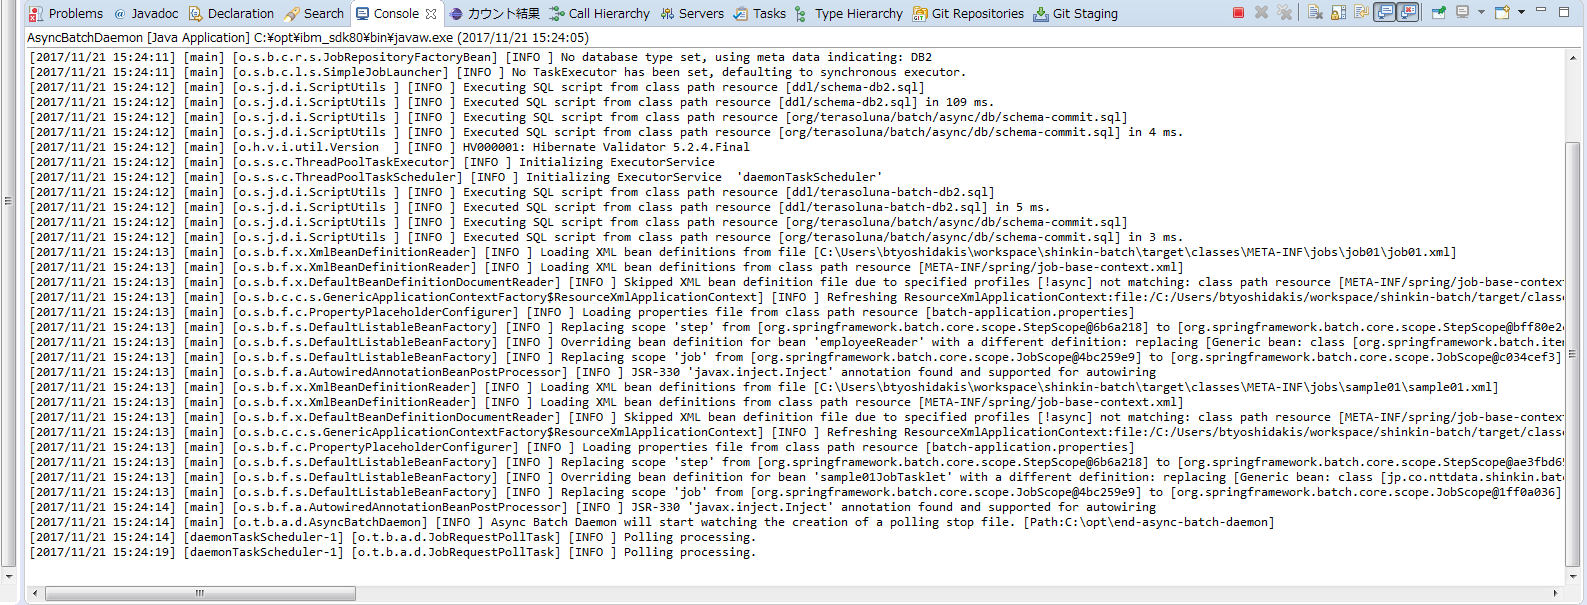 Problems @ Javadoc Declaration Search Console カウント結果 Call Hierarchy Servers Tasks Type Hierarchy Git Repositories Git Staging
AsyncBatchDaemon [Java Application] C:¥opt¥ibm_sdk80¥bin¥javaw.exe (2017/11/21 15:24:05)
[2017/11/21 15:24:11] [main] [o.s.b.c.r.s.JobRepositoryFactoryBean] [INFO ] No database type set, using meta data indicating: DB2
[2017/11/21 15:24:11] [main] [o.s.b.c.l.s.SimpleJobLauncher] [INFO ] No TaskExecutor has been set, defaulting to synchronous executor.
[2017/11/21 15:24:12] [main] [o.s.j.d.i.ScriptUtils ] [INFO ] Executing SQL script from class path resource [ddl/schema-db2.sql]
[2017/11/21 15:24:12] [main] [o.s.j.d.i.ScriptUtils ] [INFO ] Executed SQL script from class path resource [ddl/schema-db2.sql] in 109 ms.
[2017/11/21 15:24:12] [main] [o.s.j.d.i.ScriptUtils ] [INFO ] Executing SQL script from class path resource [org/terasoluna/batch/async/db/schema-commit.sql]
[2017/11/21 15:24:12] [main] [o.s.j.d.i.ScriptUtils ] [INFO ] Executed SQL script from class path resource [org/terasoluna/batch/async/db/schema-commit.sql] in 4 ms.
[2017/11/21 15:24:12] [main] [o.h.v.i.util.Version  ] [INFO ] HV000001: Hibernate Validator 5.2.4.Final
[2017/11/21 15:24:12] [main] [o.s.s.c.ThreadPoolTaskExecutor] [INFO ] Initializing ExecutorService
[2017/11/21 15:24:12] [main] [o.s.s.c.ThreadPoolTaskScheduler] [INFO ] Initializing ExecutorService  'daemonTaskScheduler'
[2017/11/21 15:24:12] [main] [o.s.j.d.i.ScriptUtils ] [INFO ] Executing SQL script from class path resource [ddl/terasoluna-batch-db2.sql]
[2017/11/21 15:24:12] [main] [o.s.j.d.i.ScriptUtils ] [INFO ] Executed SQL script from class path resource [ddl/terasoluna-batch-db2.sql] in 5 ms.
[2017/11/21 15:24:12] [main] [o.s.j.d.i.ScriptUtils ] [INFO ] Executing SQL script from class path resource [org/terasoluna/batch/async/db/schema-commit.sql]
[2017/11/21 15:24:12] [main] [o.s.j.d.i.ScriptUtils ] [INFO ] Executed SQL script from class path resource [org/terasoluna/batch/async/db/schema-commit.sql] in 3 ms.
[2017/11/21 15:24:13] [main] [o.s.b.f.x.XmlBeanDefinitionReader] [INFO ] Loading XML bean definitions from file [C:\Users\btyoshidakis\workspace\shinkin-batch\target\classes\META-INF\jobs\job01\job01.xml]
[2017/11/21 15:24:13] [main] [o.s.b.f.x.XmlBeanDefinitionReader] [INFO ] Loading XML bean definitions from class path resource [META-INF/spring/job-base-context.xml]
[2017/11/21 15:24:13] [main] [o.s.b.f.x.DefaultBeanDefinitionDocumentReader] [INFO ] Skipped XML bean definition file due to specified profiles [!async] not matching: class path resource [META-INF/spring/job-base-contex
[2017/11/21 15:24:13] [main] [o.s.b.c.c.s.GenericApplicationContextFactory$ResourceXmlApplicationContext] [INFO ] Refreshing ResourceXmlApplicationContext:file:/C:/Users/btyoshidakis/workspace/shinkin-batch/target/classe
[2017/11/21 15:24:13] [main] [o.s.b.f.c.PropertyPlaceholderConfigurer] [INFO ] Loading properties file from class path resource [batch-application.properties]
[2017/11/21 15:24:13] [main] [o.s.b.f.s.DefaultListableBeanFactory] [INFO ] Replacing scope 'step' from [org.springframework.batch.core.scope.StepScope@6b6a218] to [org.springframework.batch.core.scope.StepScope@bff80e2
[2017/11/21 15:24:13] [main] [o.s.b.f.s.DefaultListableBeanFactory] [INFO ] Overriding bean definition for bean 'employeeReader' with a different definition: replacing [Generic bean: class [org.springframework.batch.ite
[2017/11/21 15:24:13] [main] [o.s.b.f.s.DefaultListableBeanFactory] [INFO ] Replacing scope 'job' from [org.springframework.batch.core.scope.JobScope@4bc259e9] to [org.springframework.batch.core.scope.JobScope@c034cef3]
[2017/11/21 15:24:13] [main] [o.s.b.f.a.AutowiredAnnotationBeanPostProcessor] [INFO ] JSR-330 'javax.inject.Inject' annotation found and supported for autowiring
[2017/11/21 15:24:13] [main] [o.s.b.f.x.XmlBeanDefinitionReader] [INFO ] Loading XML bean definitions from file [C:\Users\btyoshidakis\workspace\shinkin-batch\target\classes\META-INF\jobs\sample01\sample01.xml]
[2017/11/21 15:24:13] [main] [o.s.b.f.x.XmlBeanDefinitionReader] [INFO ] Loading XML bean definitions from class path resource [META-INF/spring/job-base-context.xml]
[2017/11/21 15:24:13] [main] [o.s.b.f.x.DefaultBeanDefinitionDocumentReader] [INFO ] Skipped XML bean definition file due to specified profiles [!async] not matching: class path resource [META-INF/spring/job-base-contex
[2017/11/21 15:24:13] [main] [o.s.b.c.c.s.GenericApplicationContextFactory$ResourceXmlApplicationContext] [INFO ] Refreshing ResourceXmlApplicationContext:file:/C:/Users/btyoshidakis/workspace/shinkin-batch/target/classe
[2017/11/21 15:24:13] [main] [o.s.b.f.c.PropertyPlaceholderConfigurer] [INFO ] Loading properties file from class path resource [batch-application.properties]
[2017/11/21 15:24:13] [main] [o.s.b.f.s.DefaultListableBeanFactory] [INFO ] Replacing scope 'step' from [org.springframework.batch.core.scope.StepScope@6b6a218] to [org.springframework.batch.core.scope.StepScope@ae3fbd6
[2017/11/21 15:24:13] [main] [o.s.b.f.s.DefaultListableBeanFactory] [INFO ] Overriding bean definition for bean 'sample01JobTasklet' with a different definition: replacing [Generic bean: class [jp.co.nttdata.shinkin.bat
[2017/11/21 15:24:13] [main] [o.s.b.f.s.DefaultListableBeanFactory] [INFO ] Replacing scope 'job' from [org.springframework.batch.core.scope.JobScope@4bc259e9] to [org.springframework.batch.core.scope.JobScope@1ff0a036]
[2017/11/21 15:24:14] [main] [o.s.b.f.a.AutowiredAnnotationBeanPostProcessor] [INFO ] JSR-330 'javax.inject.Inject' annotation found and supported for autowiring
[2017/11/21 15:24:14] [main] [o.t.b.a.d.AsyncBatchDaemon] [INFO ] Async Batch Daemon will start watching the creation of a polling stop file. [Path:C:\opt\end-async-batch-daemon]
[2017/11/21 15:24:14] [daemonTaskScheduler-1] [o.t.b.a.d.JobRequestPollTask] [INFO ] Polling processing.
[2017/11/21 15:24:19] [daemonTaskScheduler-1] [o.t.b.a.d.JobRequestPollTask] [INFO ] Polling processing.